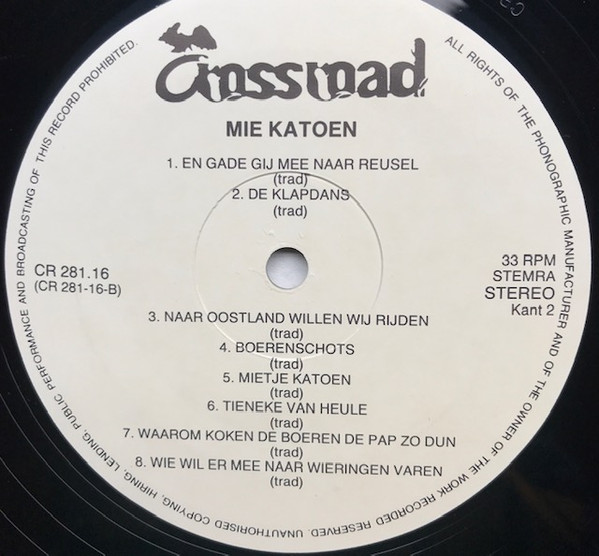 Crossroad
MIE KATOEN
1. EN GADE GIJ MEE NAAR REUSEL
(trad)
2. DE KLAPDANS
(trad)
CR 281.16
(CR 281-16-B)
33 RPM
STEMRA
STEREO
Kant 2
3. NAAR OOSTLAND WILLEN WIJ RIJDEN
(trad)
4. BOERENSCHOTS
(trad)
5. MIETJE KATOEN
(trad)
6. TIENEKE VAN HEULE
(trad)
7. WAAROM KOKEN DE BOEREN DE PAP ZO DUN
(trad)
8. WIE WIL ER MEE NAAR WIERINGEN VAREN
(trad)
ALL RIGHTS OF THE PHONOGRAPHIC MANUFACTURER AND OF THE OWNER OF THE WORK RECORDED RESERVED. UNAUTHORISED COPYING, HIRING, LENDING, PUBLIC PERFORMANCE AND BROADCASTING OF THIS RECORD PROHIBITED.